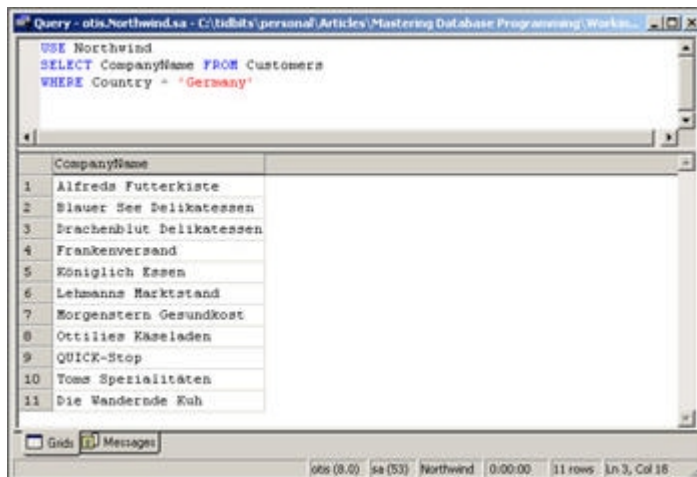 Query - otis.Northwind.sa - C:\tidbits\personal\Articles\Mastering Database Programming\Workin...
USE Northwind
SELECT CompanyName FROM Customers
WHERE Country = 'Germany'
CompanyName
1 Alfreds Futterkiste
2 Blauer See Delikatessen
3 Drachenblut Delikatessen
4 Frankenversand
5 Königlich Essen
6 Lehmanns Marktstand
7 Morgenstern Gesundkost
8 Ottilies Käseladen
9 QUICK-Stop
10 Toms Spezialitäten
11 Die Wandernde Kuh
Grids Messages
otis (8.0) sa (53) Northwind 0:00:00 11 rows Ln 3, Col 18